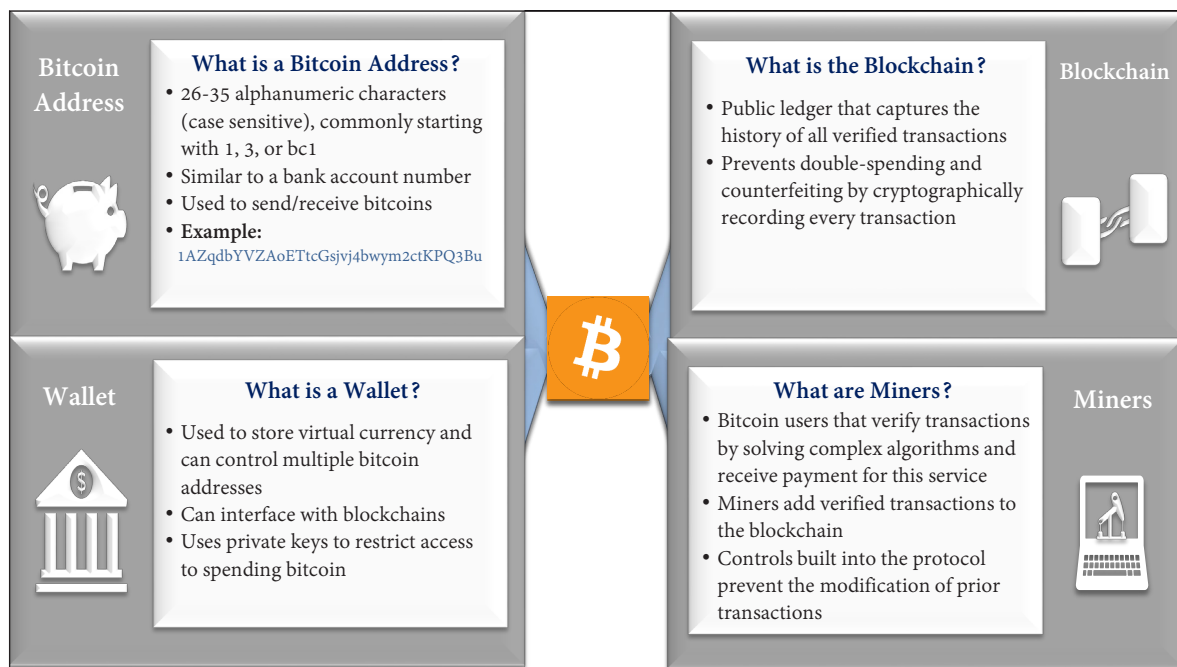 Bitcoin
Address
What is a Bitcoin Address?
• 26-35 alphanumeric characters
(case sensitive), commonly starting
with 1, 3, or bc1
• Similar to a bank account number
• Used to send/receive bitcoins
• Example:
1AZqdbYVZAoETtcGsjvj4bwym2ctKPQ3Bu
What is the Blockchain?
• Public ledger that captures the
history of all verified transactions
• Prevents double-spending and
counterfeiting by cryptographically
recording every transaction
Blockchain
₿
Wallet
$
What is a Wallet?
• Used to store virtual currency and
can control multiple bitcoin
addresses
• Can interface with blockchains
• Uses private keys to restrict access
to spending bitcoin
What are Miners?
• Bitcoin users that verify transactions
by solving complex algorithms and
receive payment for this service
• Miners add verified transactions to
the blockchain
• Controls built into the protocol
prevent the modification of prior
transactions
Miners